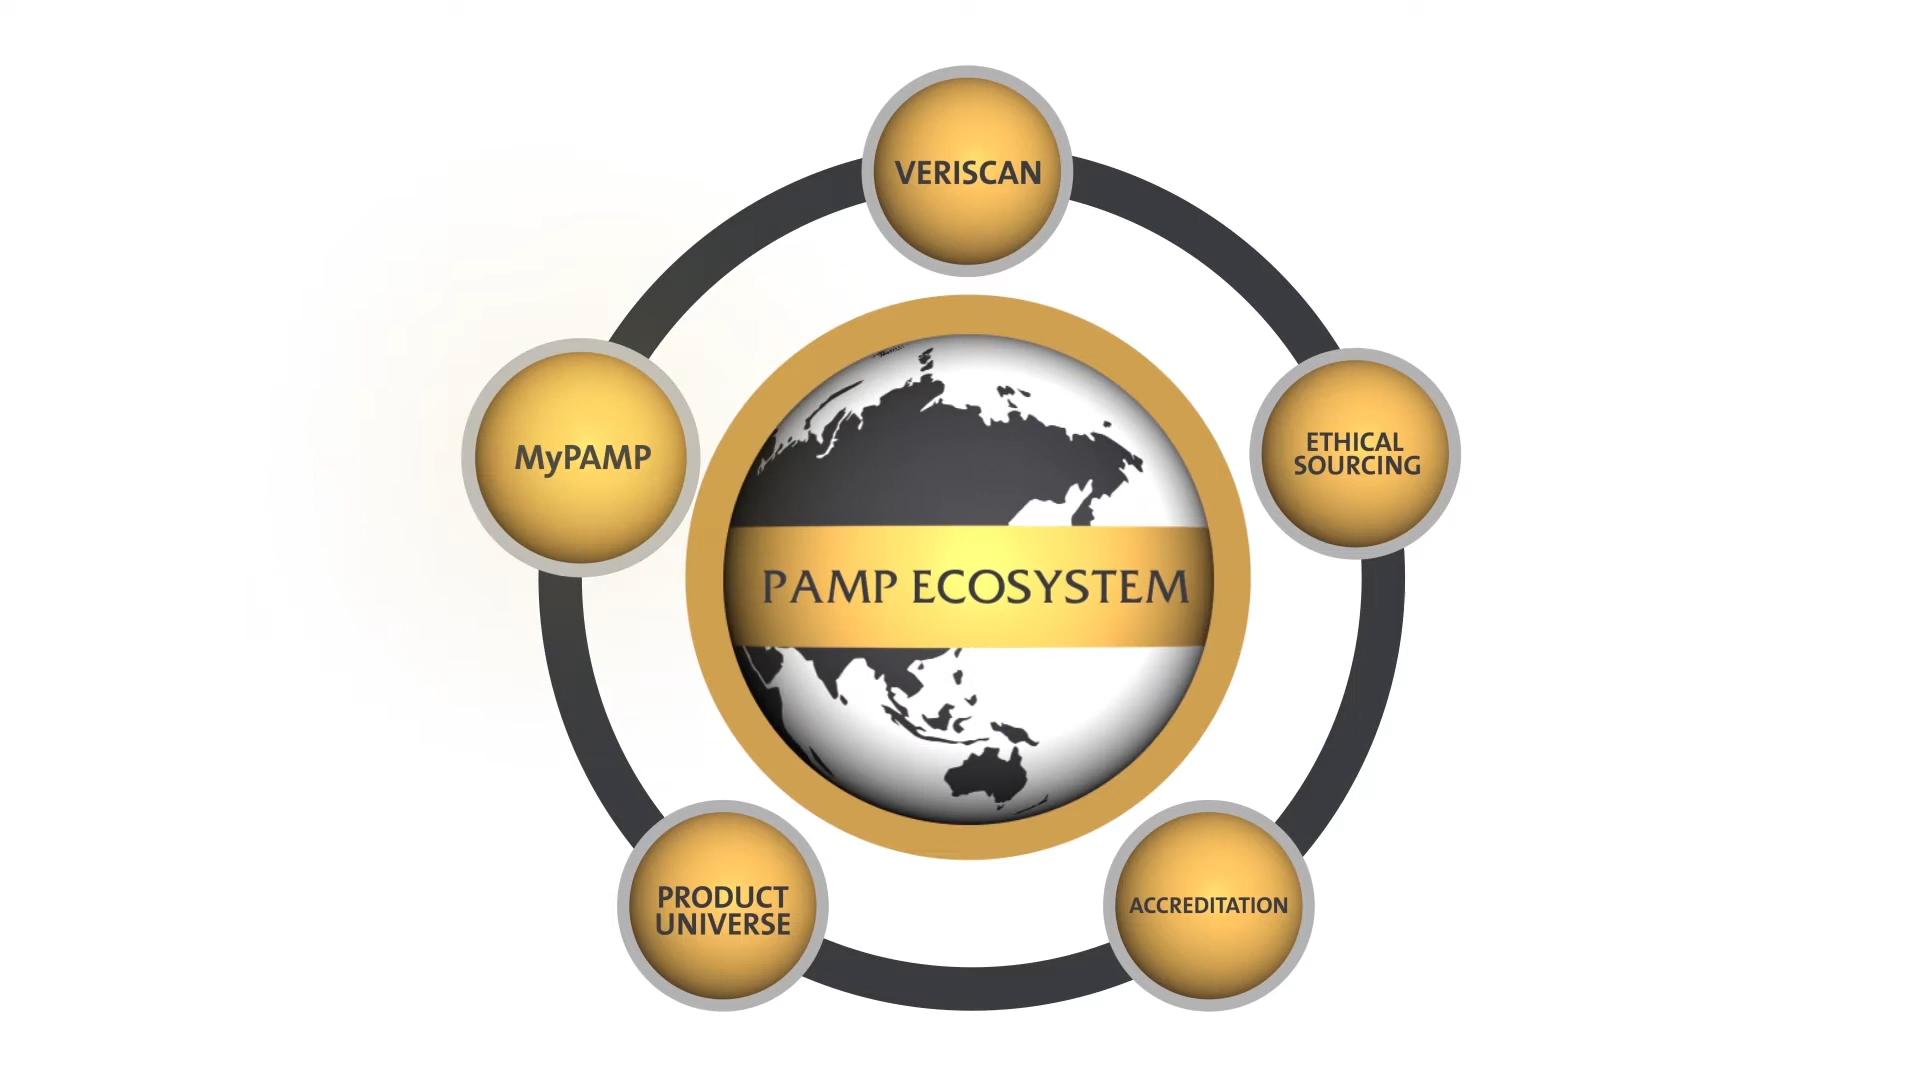 VERISCAN
MyPAMP
ETHICAL
SOURCING
PAMP ECOSYSTEM
PRODUCT
UNIVERSE
ACCREDITATION